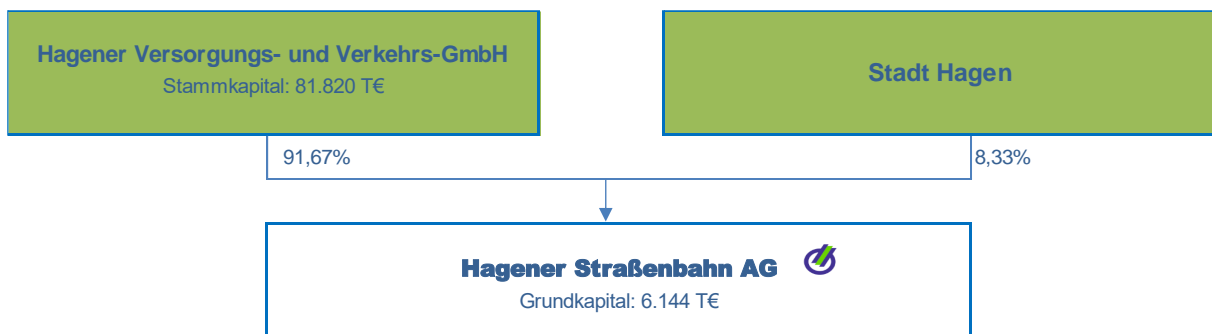 Hagener Versorgungs- und Verkehrs-GmbH
Stammkapital: 81.820 T€
Stadt Hagen
91,67%
8,33%
Hagener Straßenbahn AG
Grundkapital: 6.144 T€